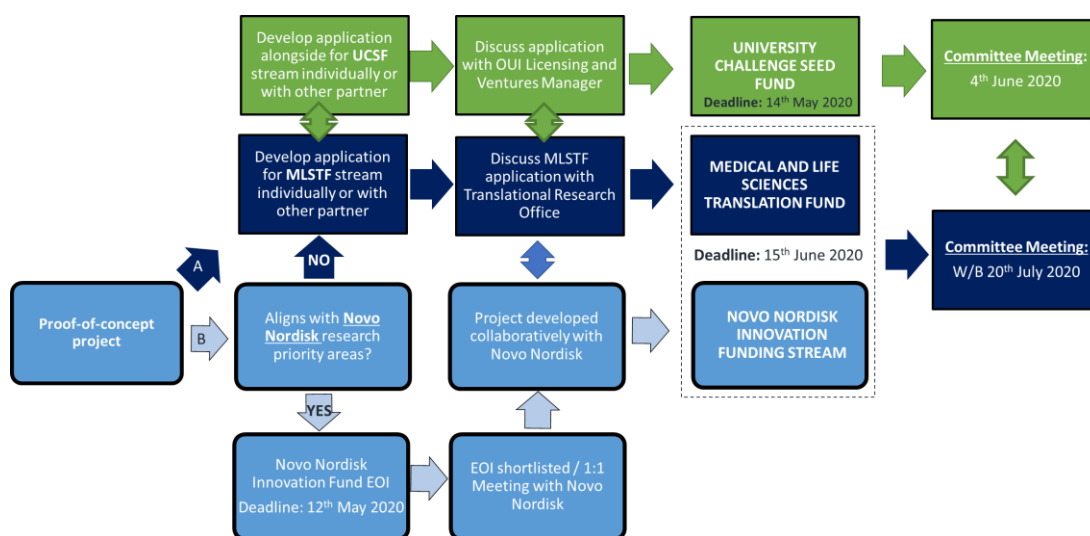 Develop application
alongside for UCSF
stream individually or
with other partner
Discuss application
with OUI Licensing and
Ventures Manager
UNIVERSITY
CHALLENGE SEED
FUND
Deadline: 14th May 2020
Committee Meeting:
4th June 2020
Develop application
for MLSTF stream
individually or with
other partner
Discuss MLSTF
application with
Translational Research
Office
MEDICAL AND LIFE
SCIENCES
TRANSLATION FUND
Deadline: 15th June 2020
Committee Meeting:
W/B 20th July 2020
A
NO
Proof-of-concept
project
B
Aligns with Novo
Nordisk research
priority areas?
Project developed
collaboratively with
Novo Nordisk
NOVO NORDISK
INNOVATION
FUNDING STREAM
YES
Novo Nordisk
Innovation Fund EOI
Deadline: 12th May 2020
EOI shortlisted / 1:1
Meeting with Novo
Nordisk